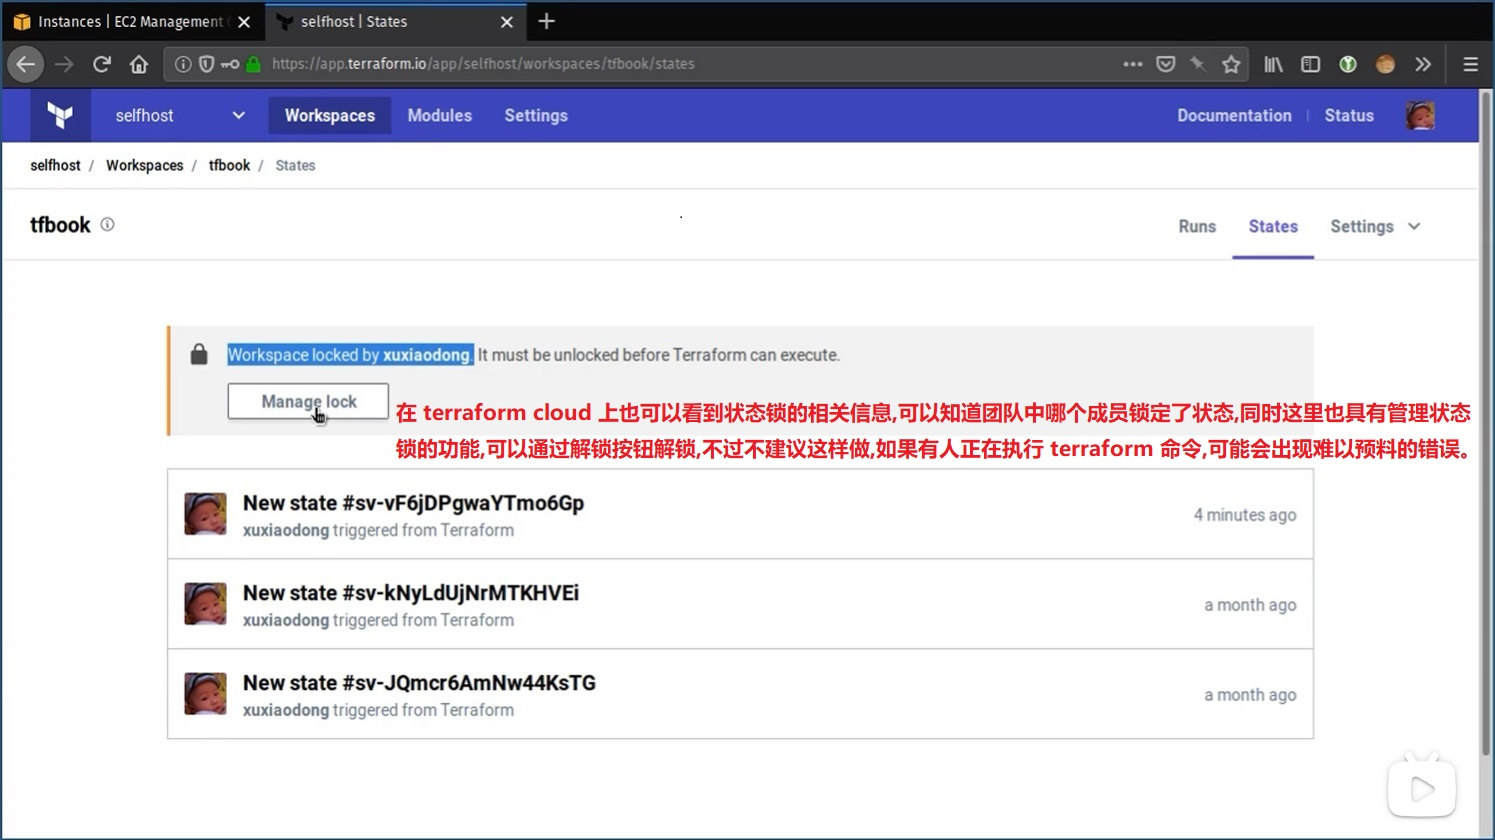 Instances | EC2 Management
selfhost | States
https://app.terraform.io/app/selfhost/workspaces/tfbook/states
selfhost
Workspaces
Modules
Settings
Documentation
Status
selfhost / Workspaces / tfbook / States
tfbook
Runs
States
Settings
Workspace locked by xuxiaodong. It must be unlocked before Terraform can execute.
Manage lock
在 terraform cloud 上也可以看到状态锁的相关信息,可以知道团队中哪个成员锁定了状态,同时这里也具有管理状态
锁的功能,可以通过解锁按钮解锁,不过不建议这样做,如果有人正在执行 terraform 命令,可能会出现难以预料的错误。
New state #sv-vF6jDPgwaYTmo6Gp
xuxiaodong triggered from Terraform
4 minutes ago
New state #sv-kNyLdUjNrMTKHVEi
xuxiaodong triggered from Terraform
a month ago
New state #sv-JQmcr6AmNw44KsTG
xuxiaodong triggered from Terraform
a month ago